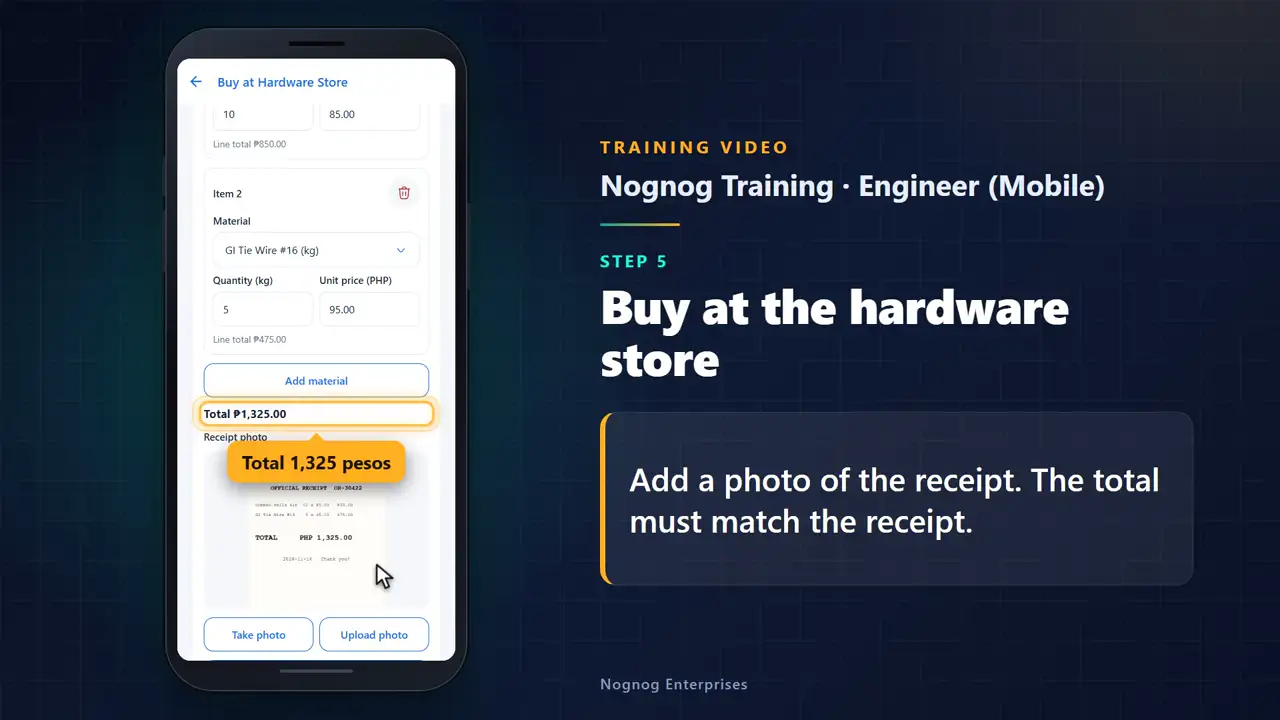 Buy at Hardware Store
10
85.00
Line total ₱850.00
Item 2
Material
GI Tie Wire #16 (kg)
Quantity (kg)
Unit price (PHP)
5
95.00
Line total ₱475.00
Add material
Total ₱1,325.00
Receipt photo
Total 1,325 pesos
OFFICIAL RECEIPT OR-30422
TOTAL PHP 1,325.00
Thank you!
Take photo
Upload photo
TRAINING VIDEO
Nognog Training · Engineer (Mobile)
STEP 5
Buy at the hardware
store
Add a photo of the receipt. The total
must match the receipt.
Nognog Enterprises